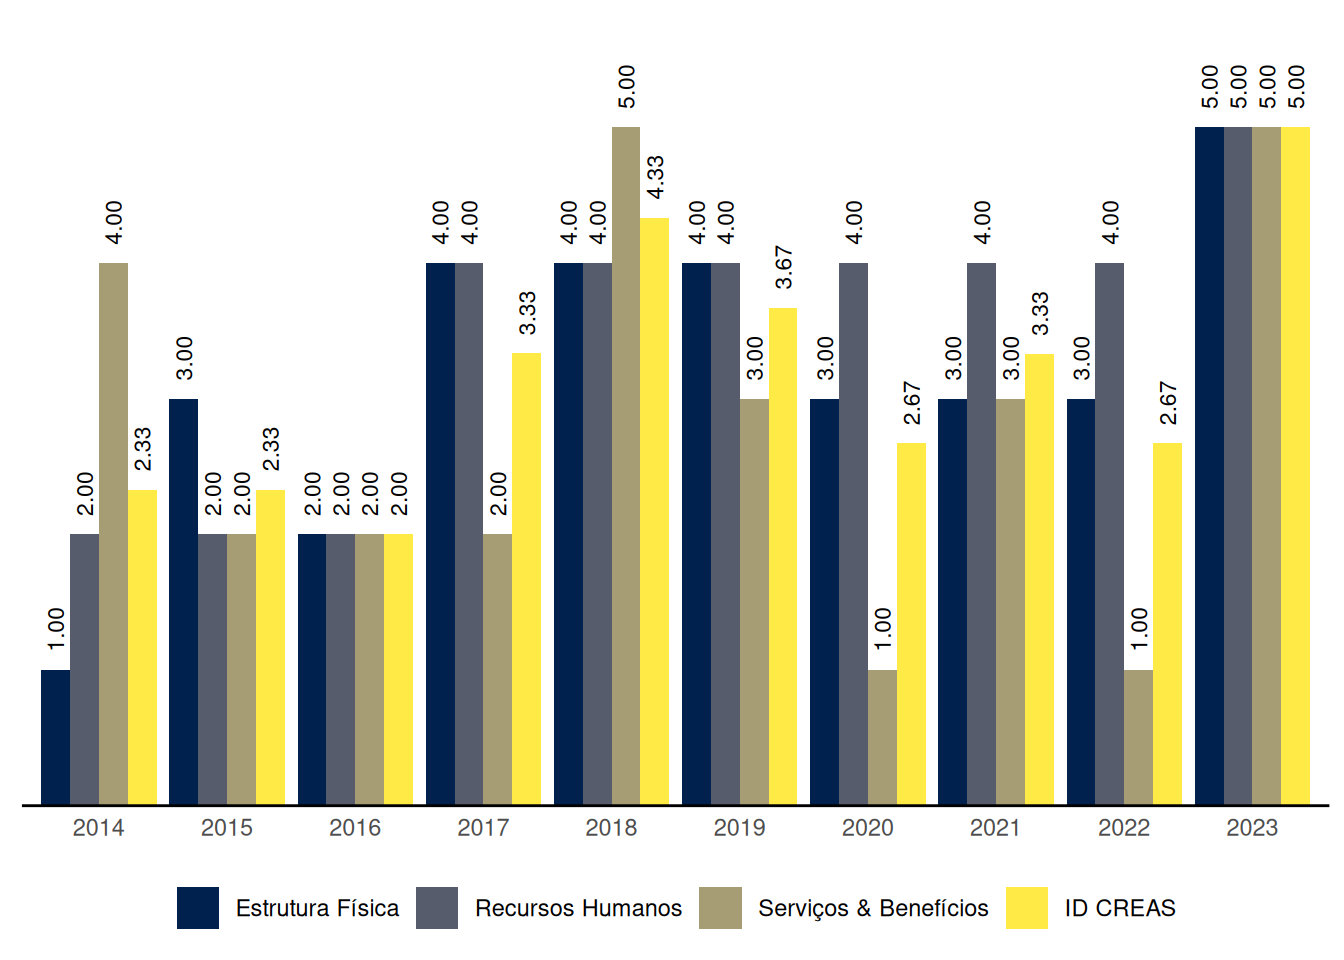 1.00 2.00 4.00 2.33
3.00 2.00 2.00 2.33
2.00 2.00 2.00 2.00
4.00 4.00 2.00 3.33
4.00 4.00 5.00 4.33
4.00 4.00 3.00 3.67
3.00 4.00 1.00 2.67
3.00 4.00 3.00 3.33
3.00 4.00 1.00 2.67
5.00 5.00 5.00 5.00
2014 2015 2016 2017 2018 2019 2020 2021 2022 2023
Estrutura Física Recursos Humanos Serviços & Benefícios ID CREAS